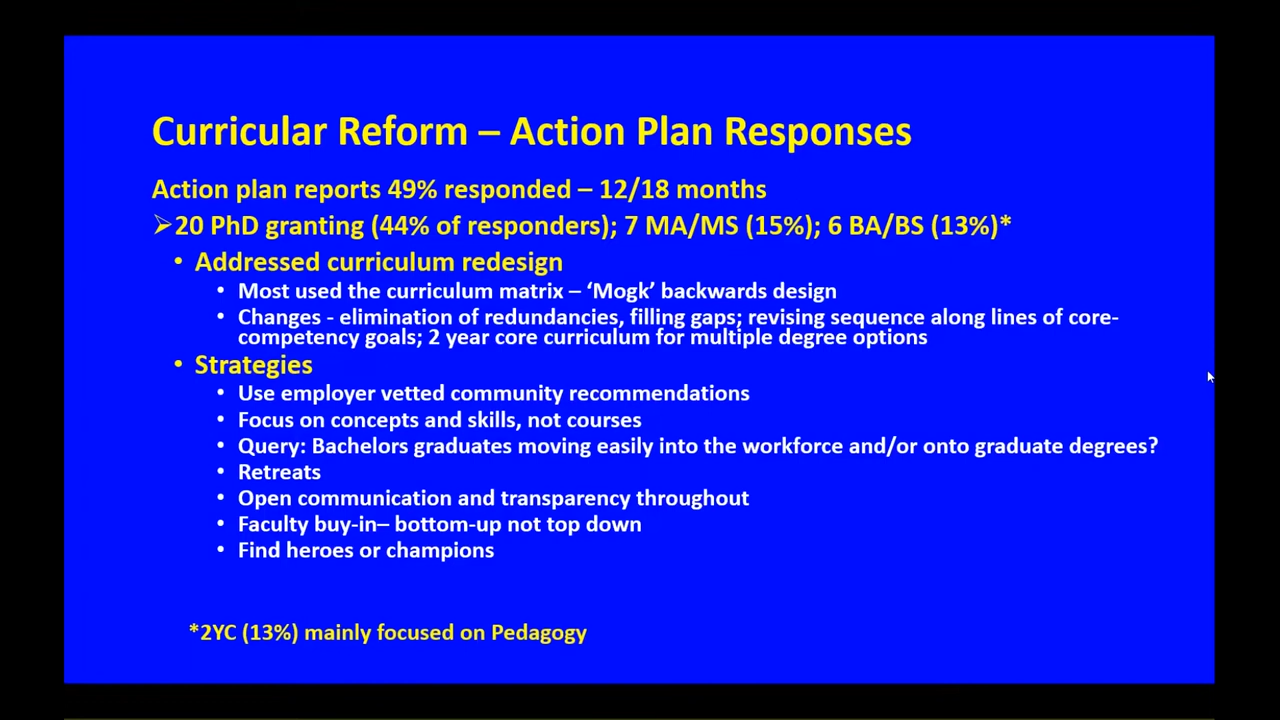 Curricular Reform – Action Plan Responses
Action plan reports 49% responded – 12/18 months
➢20 PhD granting (44% of responders); 7 MA/MS (15%); 6 BA/BS (13%)*
• Addressed curriculum redesign
• Most used the curriculum matrix – ‘Mogk’ backwards design
• Changes - elimination of redundancies, filling gaps; revising sequence along lines of core-
competency goals; 2 year core curriculum for multiple degree options
• Strategies
• Use employer vetted community recommendations
• Focus on concepts and skills, not courses
• Query: Bachelors graduates moving easily into the workforce and/or onto graduate degrees?
• Retreats
• Open communication and transparency throughout
• Faculty buy-in– bottom-up not top down
• Find heroes or champions
*2YC (13%) mainly focused on Pedagogy